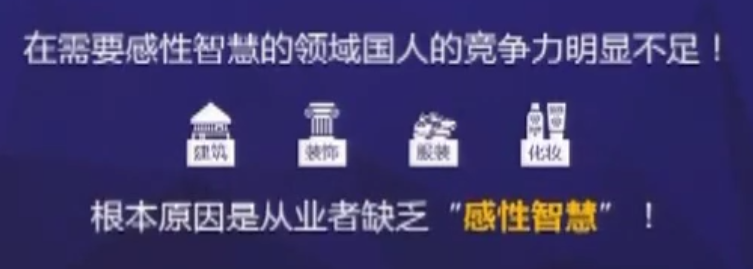 在需要感性智慧的领域国人的竞争力明显不足！
建筑 装饰 服装 化妆
根本原因是从业者缺乏“感性智慧”！